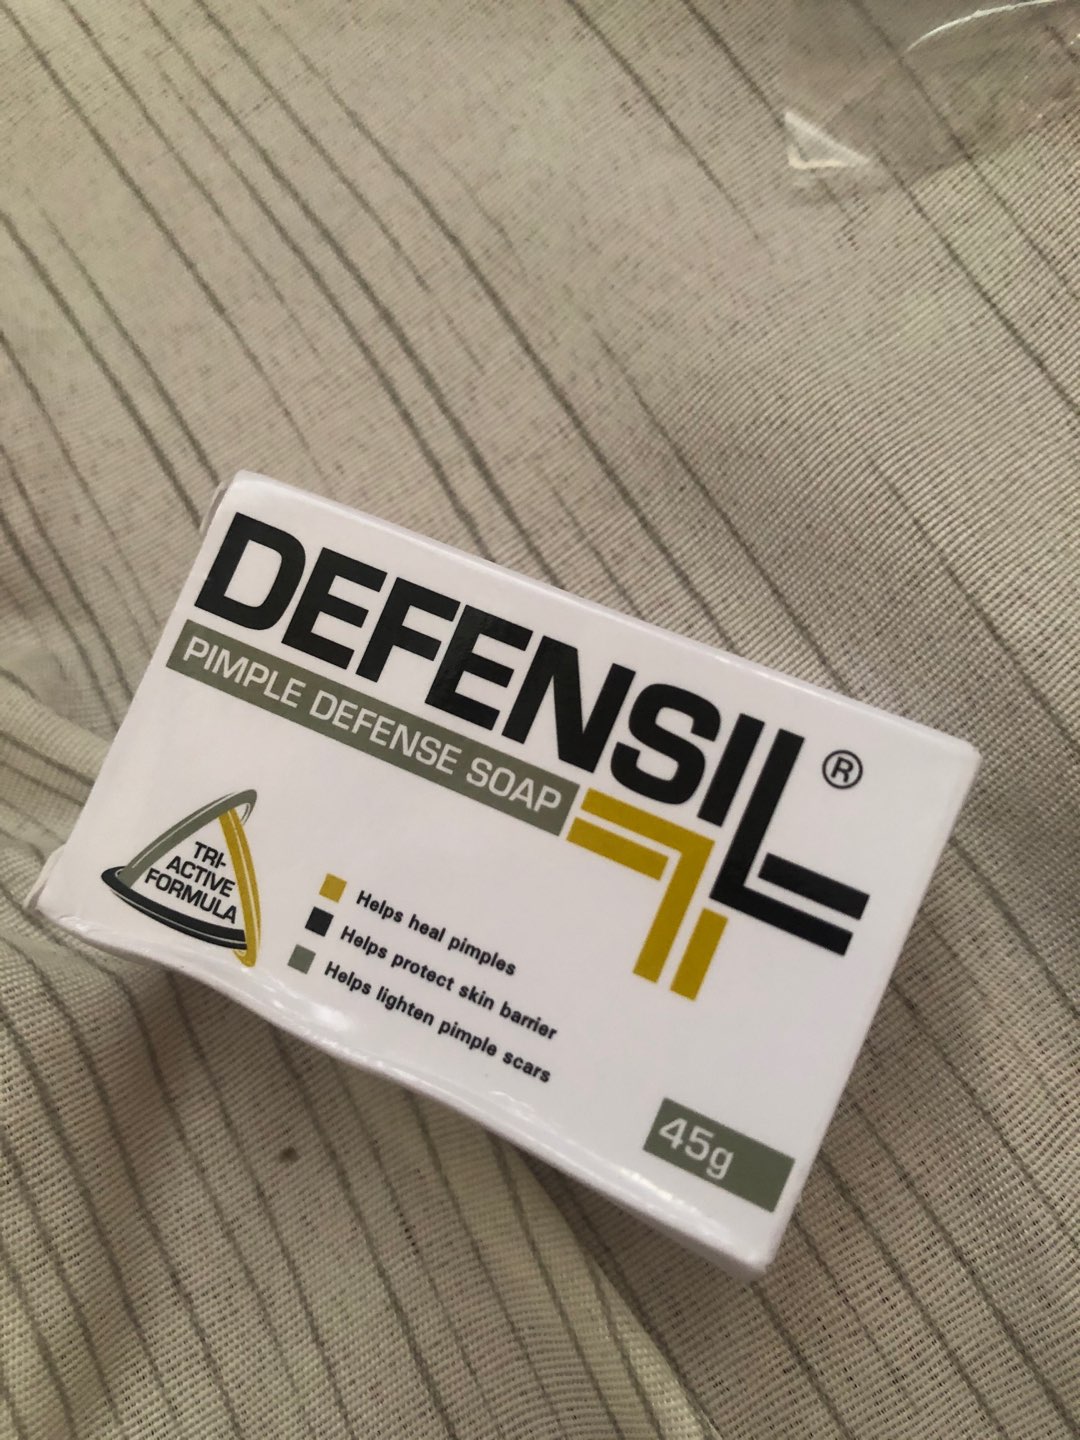 DEFENSIL®
PIMPLE DEFENSE SOAP
TRI-
ACTIVE
FORMULA
Helps heal pimples
Helps protect skin barrier
Helps lighten pimple scars
45g